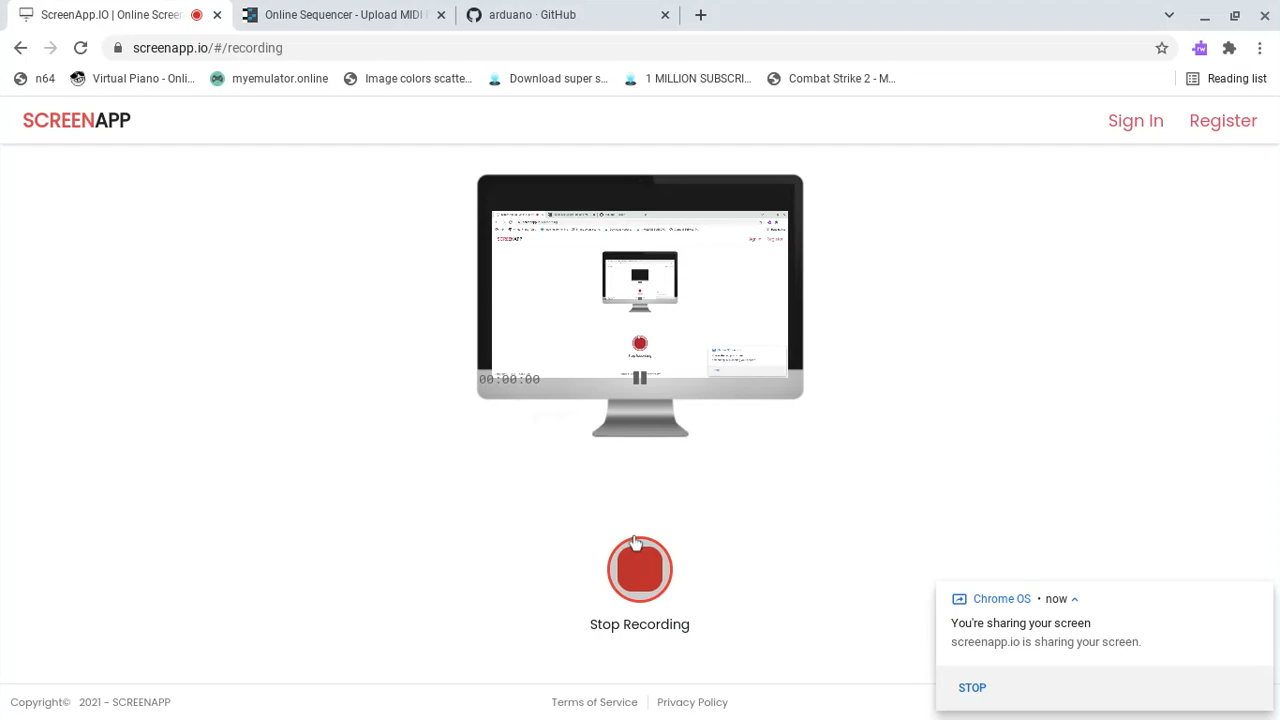 ScreenApp.IO | Online Screen
Online Sequencer - Upload MIDI F
arduano · GitHub
screenapp.io/#/recording
n64
Virtual Piano - Onli...
myemulator.online
Image colors scatte...
Download super s...
1 MILLION SUBSCRI...
Combat Strike 2 - M...
Reading list
SCREENAPP
Sign In
Register
00:00:00
Stop Recording
Chrome OS • now
You're sharing your screen
screenapp.io is sharing your screen.
STOP
Copyright© 2021 - SCREENAPP
Terms of Service
Privacy Policy